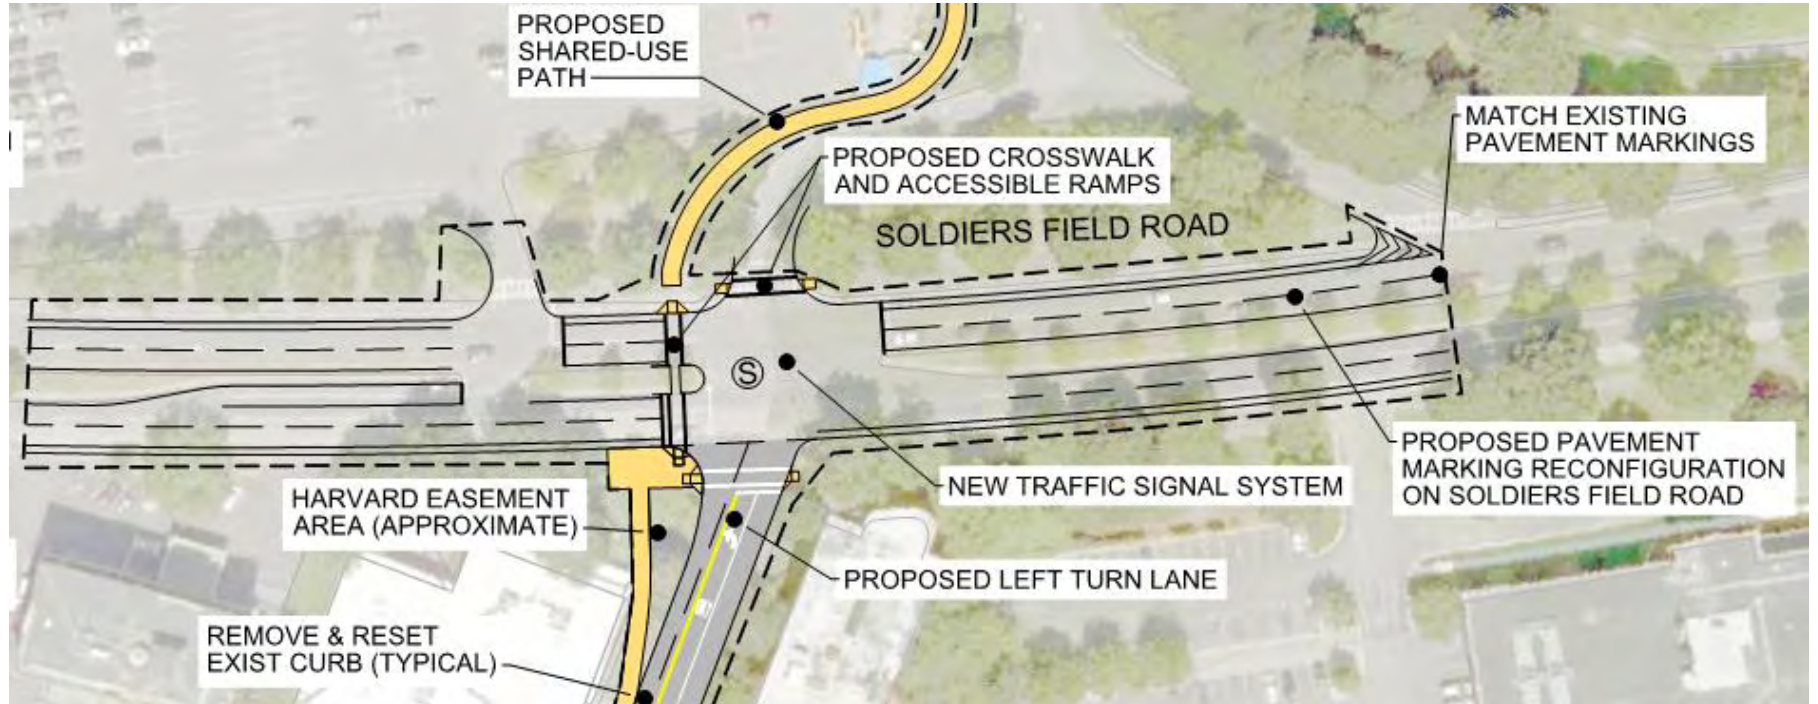 PROPOSED
SHARED-USE
PATH
MATCH EXISTING
PAVEMENT MARKINGS
PROPOSED CROSSWALK
AND ACCESSIBLE RAMPS
SOLDIERS FIELD ROAD
S
PROPOSED PAVEMENT
MARKING RECONFIGURATION
ON SOLDIERS FIELD ROAD
NEW TRAFFIC SIGNAL SYSTEM
HARVARD EASEMENT
AREA (APPROXIMATE)
PROPOSED LEFT TURN LANE
REMOVE & RESET
EXIST CURB (TYPICAL)